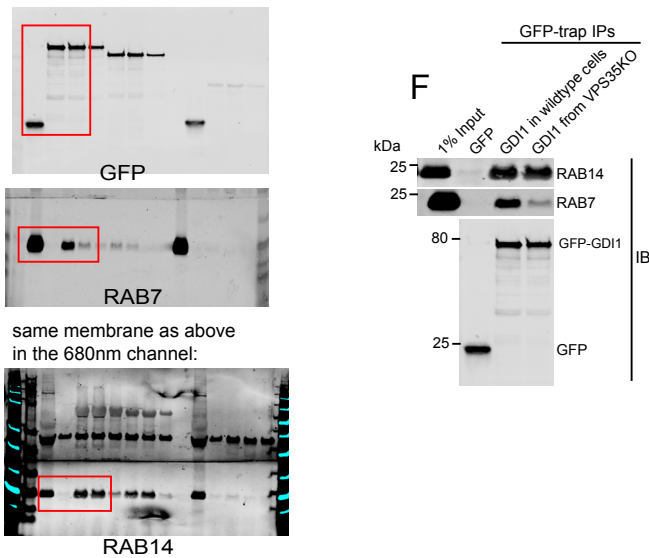 GFP
RAB7
same membrane as above
in the 680nm channel:
RAB14
F
GFP-trap IPs
1% Input
GFP
GDI1 in wildtype cells
GDI1 from VPS35KO
kDa
25
RAB14
25
RAB7
80
GFP-GDI1
IB
25
GFP